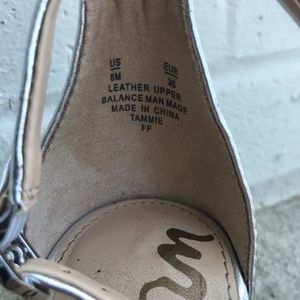 US EUR
8M 38
LEATHER UPPER
BALANCE MAN MADE
MADE IN CHINA
TAMMIE
FF